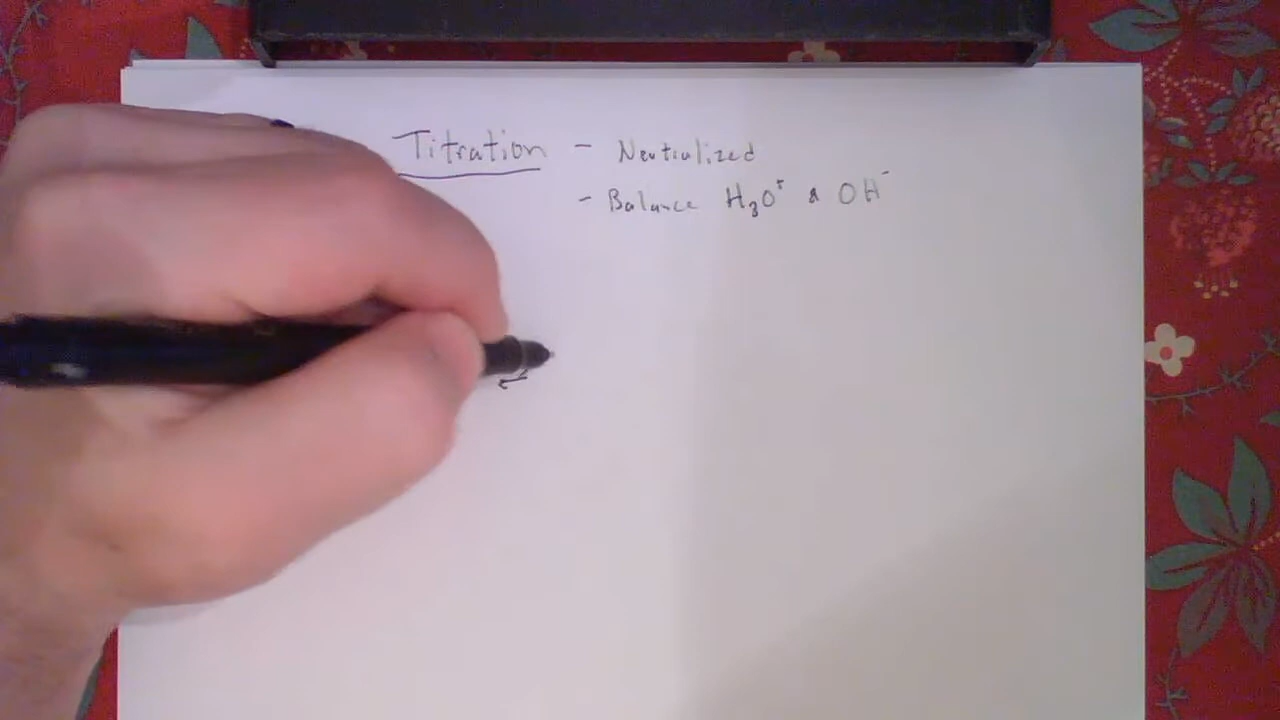 Titration - Neutralized
- Balance H₃O⁺ & OH⁻